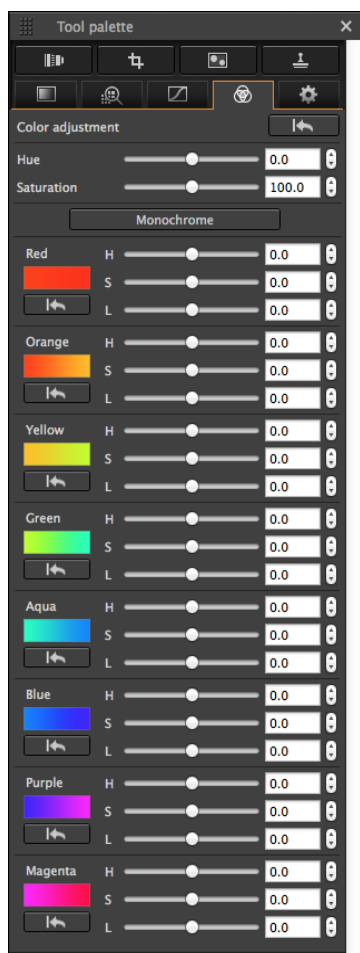 Tool palette
Color adjustment
Hue 0.0
Saturation 100.0
Monochrome
Red H 0.0
S 0.0
L 0.0
Orange H 0.0
S 0.0
L 0.0
Yellow H 0.0
S 0.0
L 0.0
Green H 0.0
S 0.0
L 0.0
Aqua H 0.0
S 0.0
L 0.0
Blue H 0.0
S 0.0
L 0.0
Purple H 0.0
S 0.0
L 0.0
Magenta H 0.0
S 0.0
L 0.0